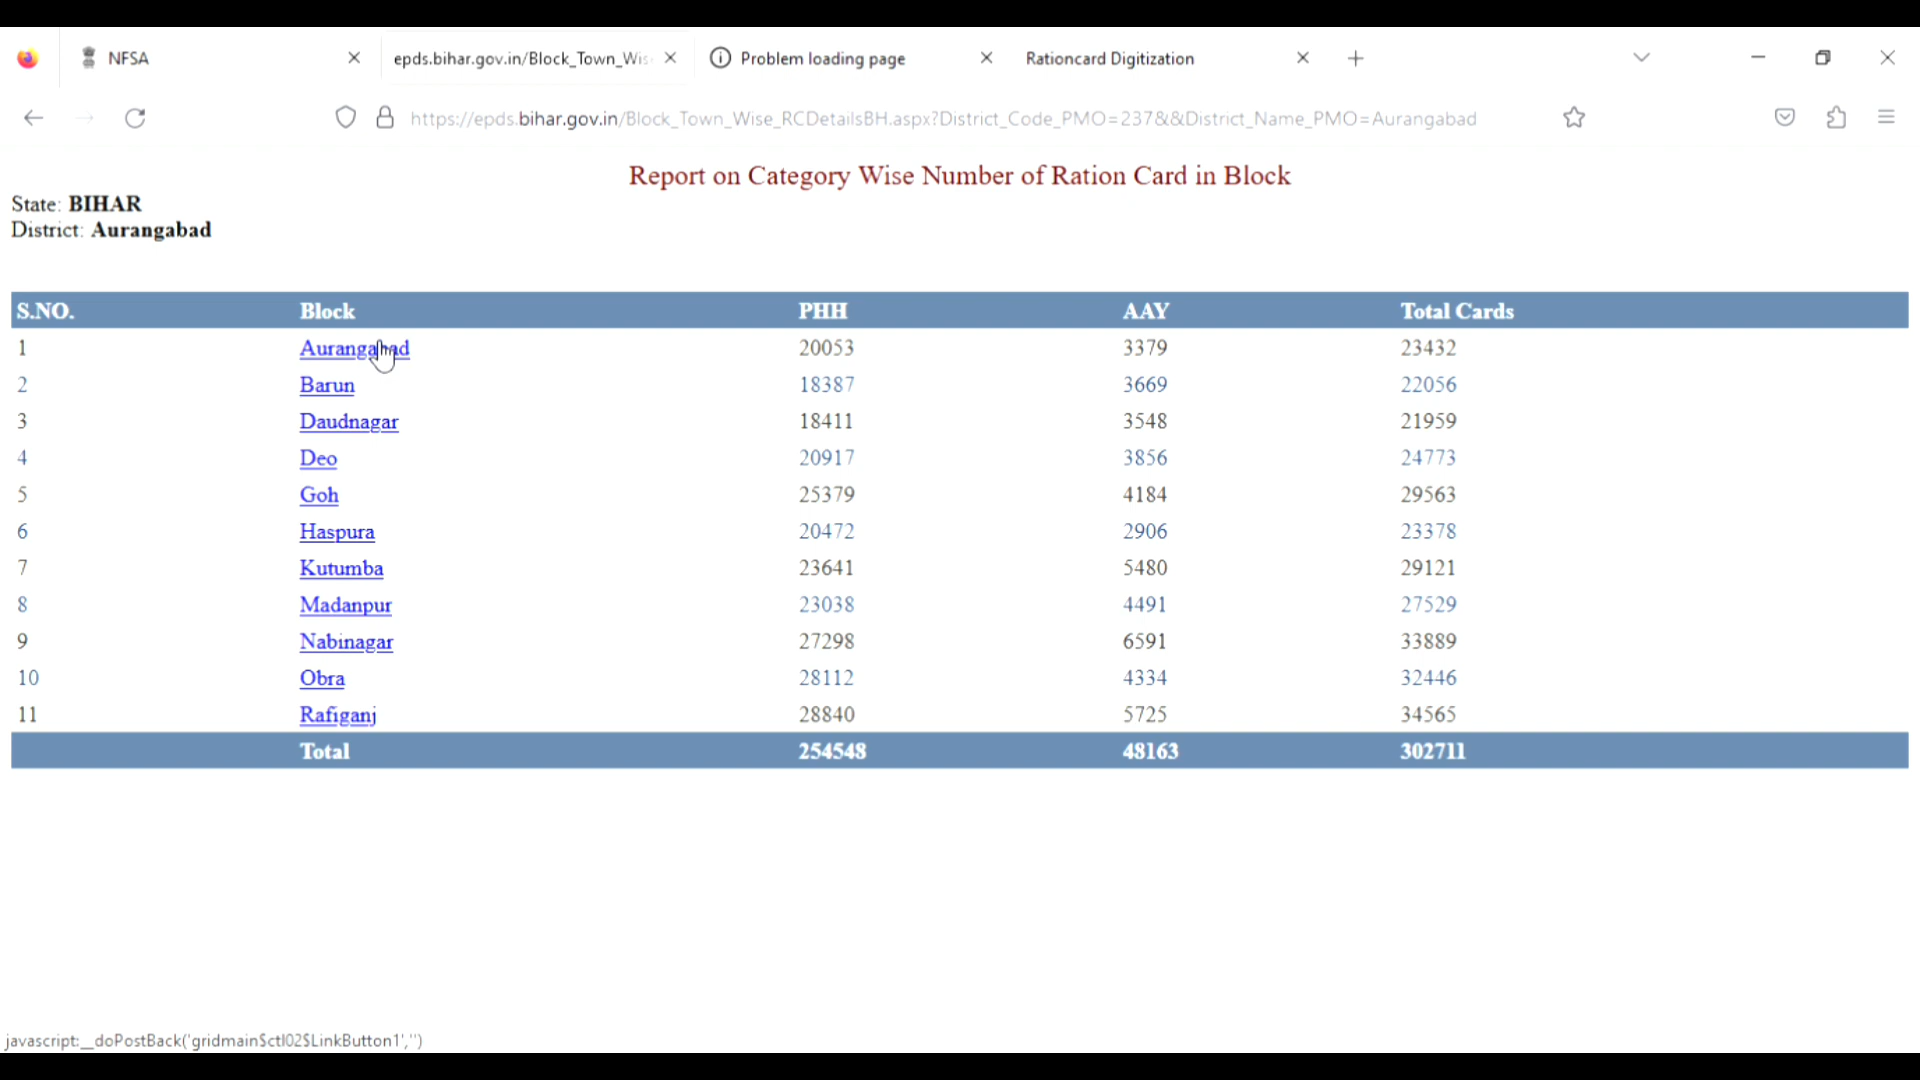 NFSA
epds.bihar.gov.in/Block_Town_Wis
Problem loading page
Rationcard Digitization
https://epds.bihar.gov.in/Block_Town_Wise_RCDetailsBH.aspx?District_Code_PMO=237&&District_Name_PMO=Aurangabad
Report on Category Wise Number of Ration Card in Block
State: BIHAR
District: Aurangabad
S.NO. Block PHH AAY Total Cards
1 Aurangabad 20053 3379 23432
2 Barun 18387 3669 22056
3 Daudnagar 18411 3548 21959
4 Deo 20917 3856 24773
5 Goh 25379 4184 29563
6 Haspura 20472 2906 23378
7 Kutumba 23641 5480 29121
8 Madanpur 23038 4491 27529
9 Nabinagar 27298 6591 33889
10 Obra 28112 4334 32446
11 Rafiganj 28840 5725 34565
Total 254548 48163 302711
javascript:__doPostBack('gridmain$ctl02$LinkButton1','')